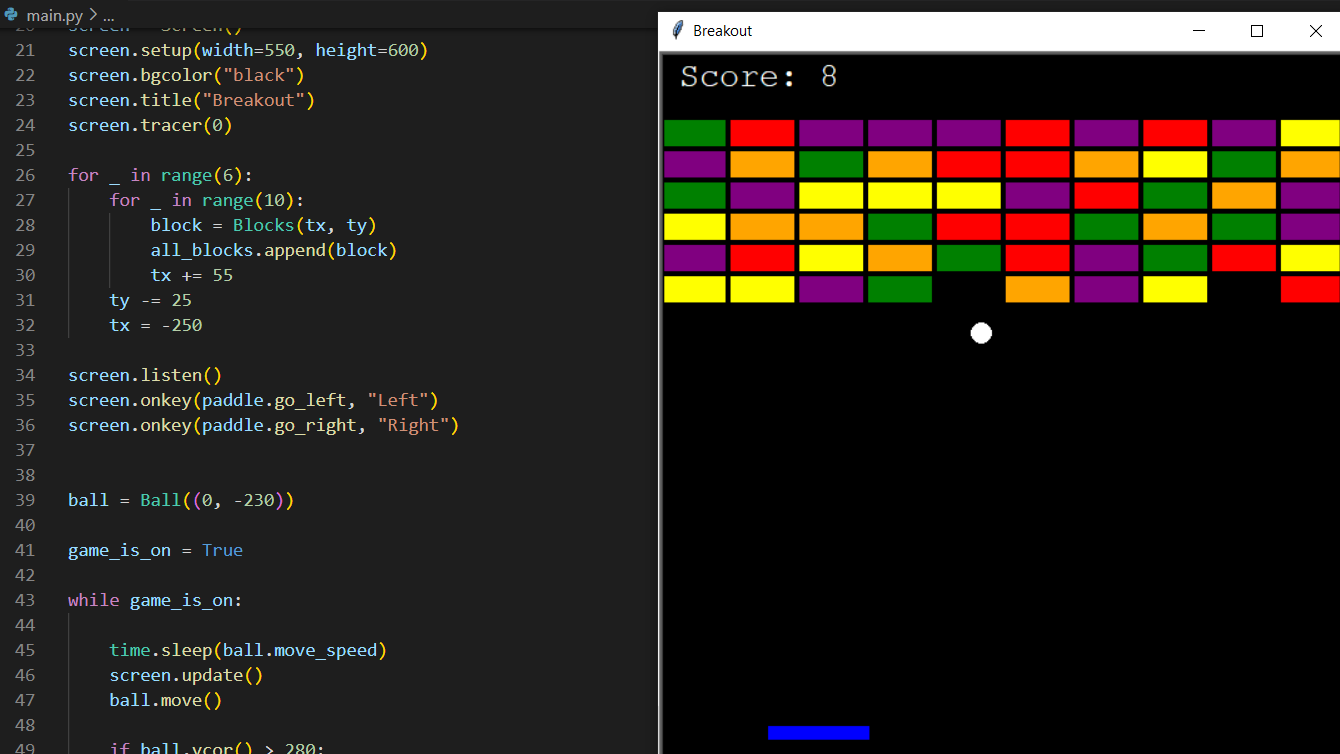 main.py > ...
20 screen = Screen()
21 screen.setup(width=550, height=600)
22 screen.bgcolor("black")
23 screen.title("Breakout")
24 screen.tracer(0)
25
26 for _ in range(6):
27     for _ in range(10):
28         block = Blocks(tx, ty)
29         all_blocks.append(block)
30         tx += 55
31     ty -= 25
32     tx = -250
33
34 screen.listen()
35 screen.onkey(paddle.go_left, "Left")
36 screen.onkey(paddle.go_right, "Right")
37
38
39 ball = Ball((0, -230))
40
41 game_is_on = True
42
43 while game_is_on:
44
45     time.sleep(ball.move_speed)
46     screen.update()
47     ball.move()
48
49     if ball.ycor() > 280:
Breakout
Score: 8